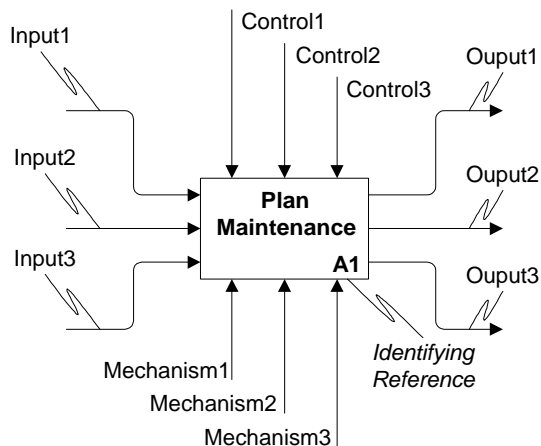 Control1
Input1
Control2
Ouput1
Control3
Input2
Ouput2
Plan
Maintenance
Input3
A1
Ouput3
Mechanism1
Identifying
Mechanism2
Reference
Mechanism3